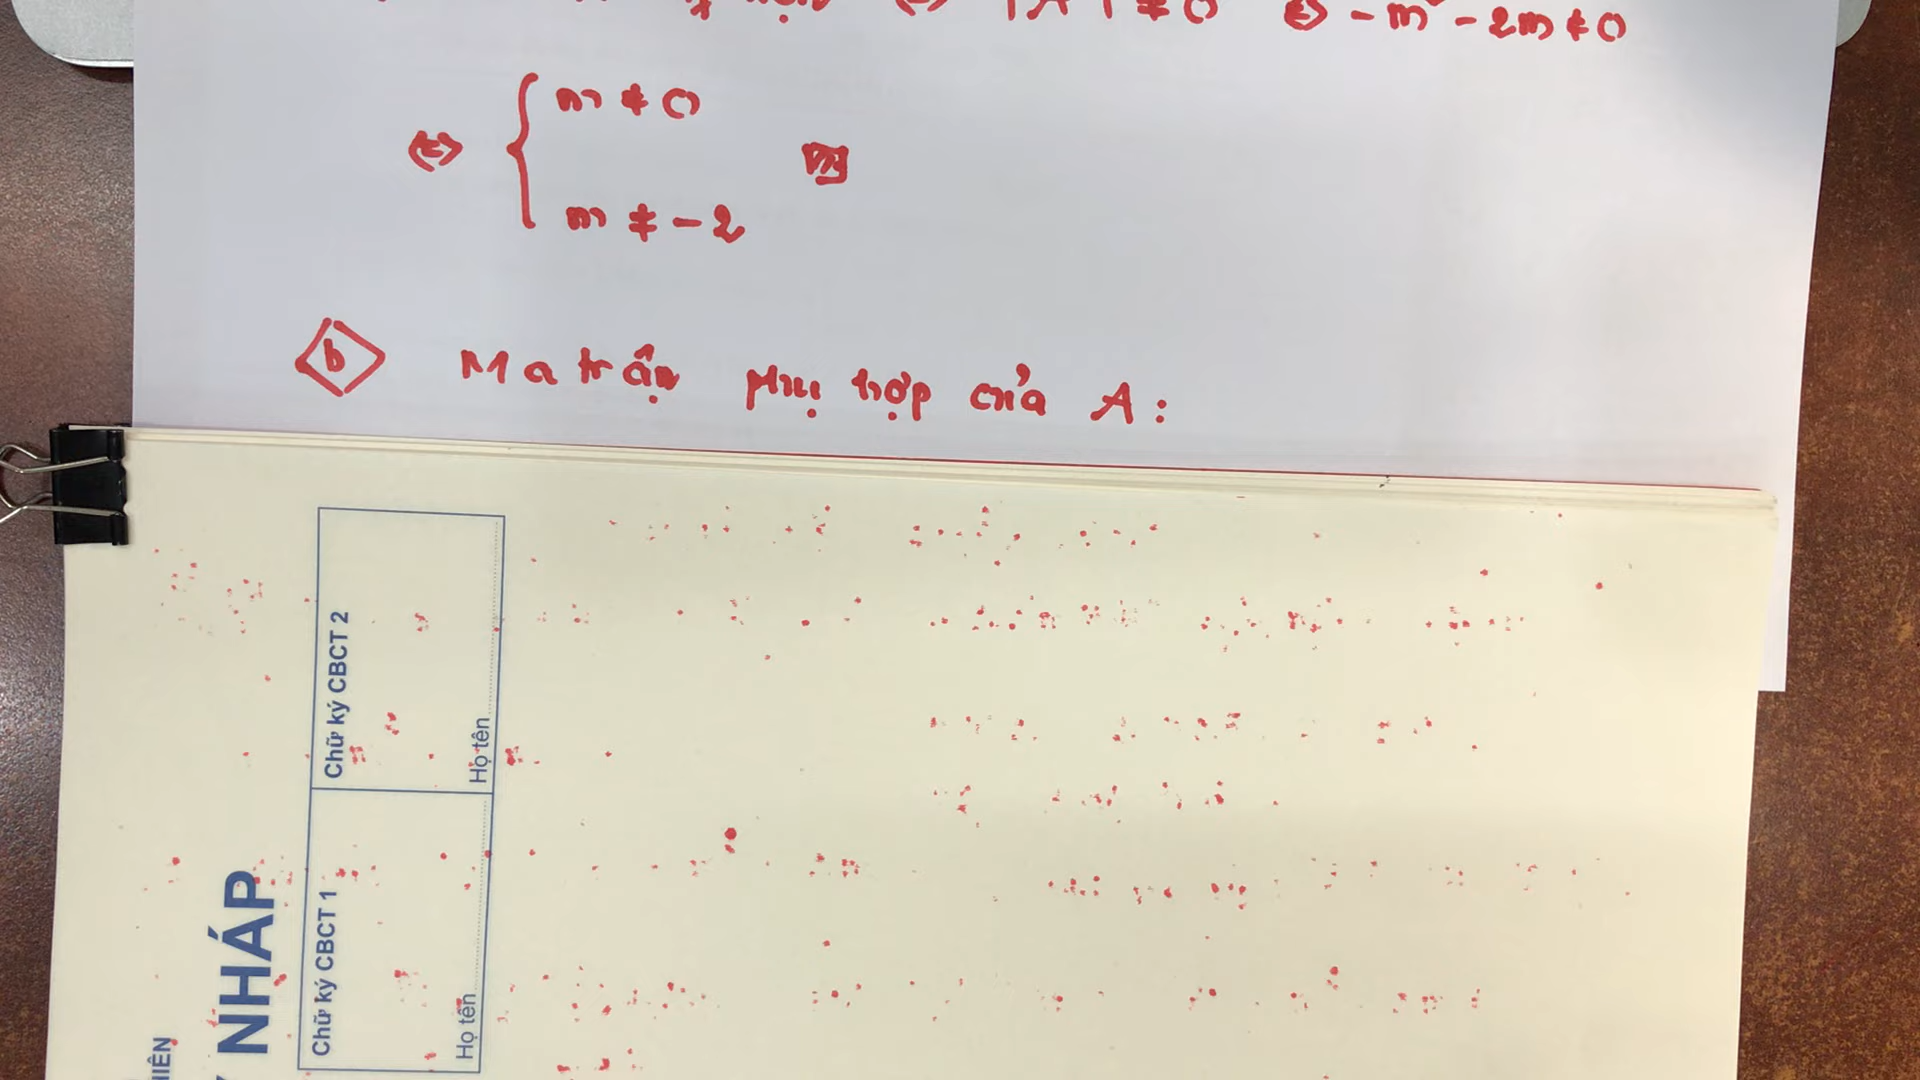 ⇔ |A| ≠ 0 ⇔ -m² - 2m ≠ 0
⇔ { m ≠ 0
m ≠ -2
b Ma trận phụ hợp của A:
Chữ ký CBCT 2
Họ tên
Chữ ký CBCT 1
Họ tên
NHÁP